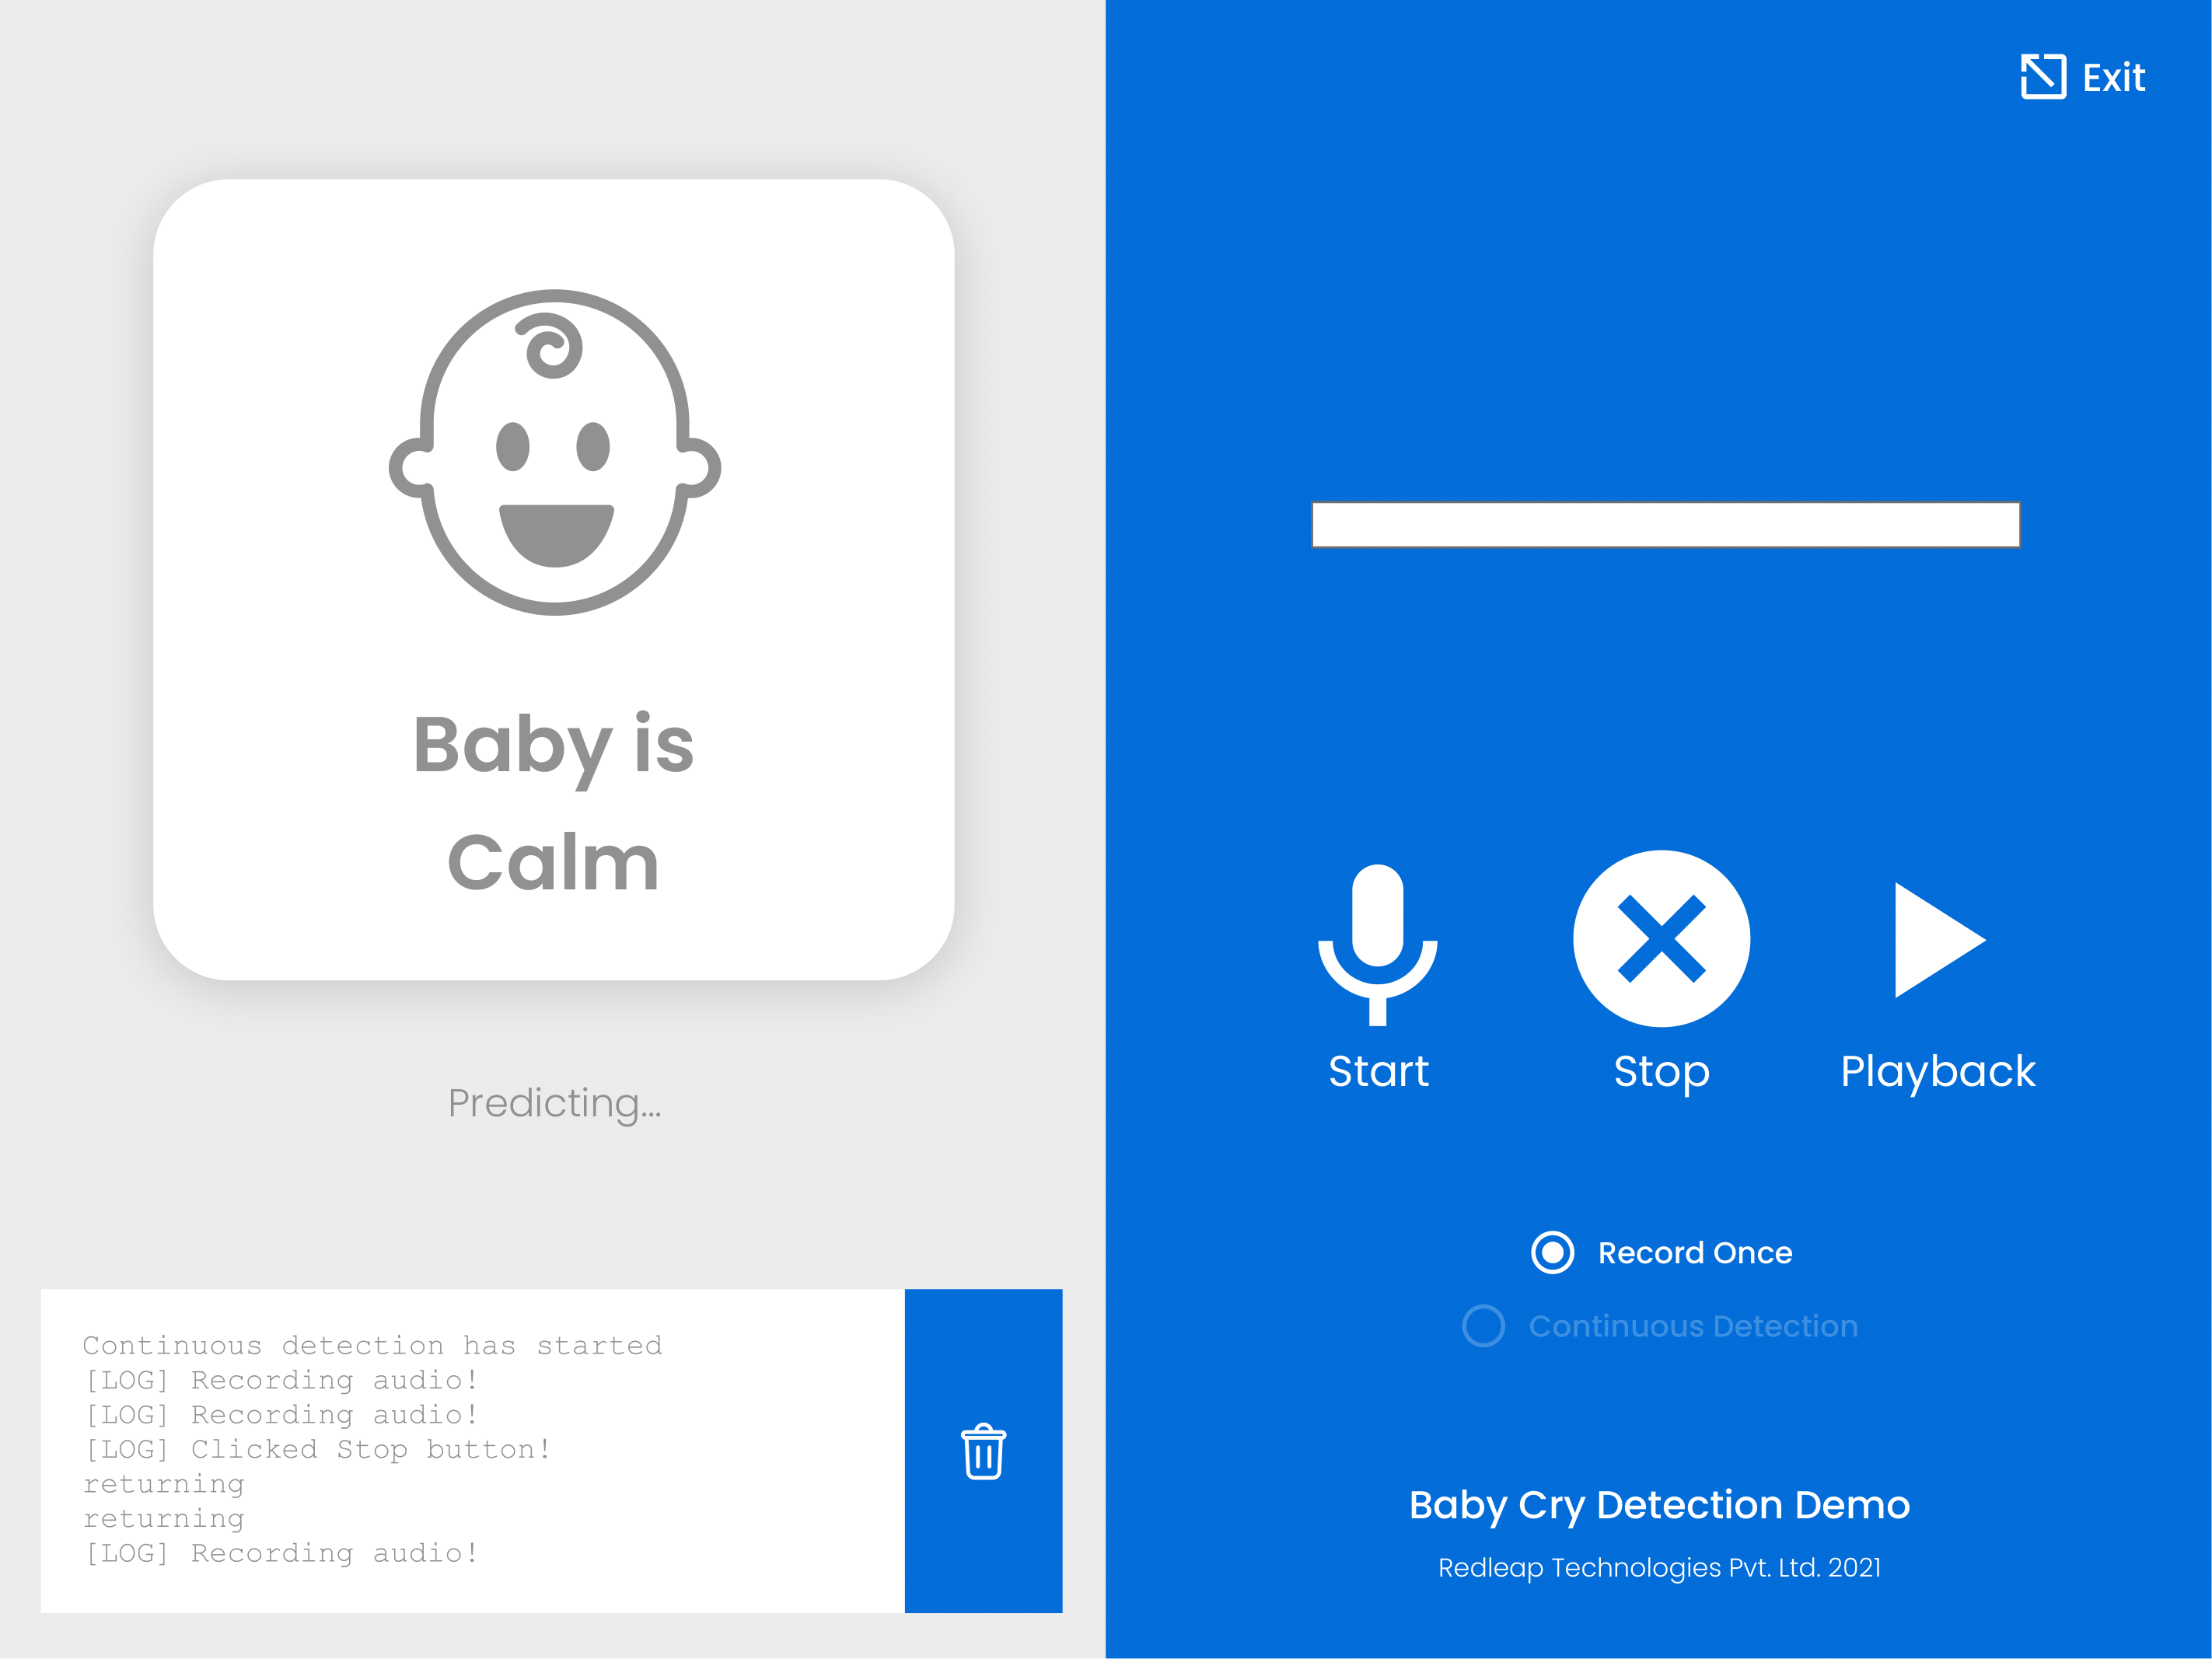 Baby is
Calm
Predicting...
Continuous detection has started
[LOG] Recording audio!
[LOG] Recording audio!
[LOG] Clicked Stop button!
returning
returning
[LOG] Recording audio!
Exit
Start
Stop
Playback
Record Once
Continuous Detection
Baby Cry Detection Demo
Redleap Technologies Pvt. Ltd. 2021